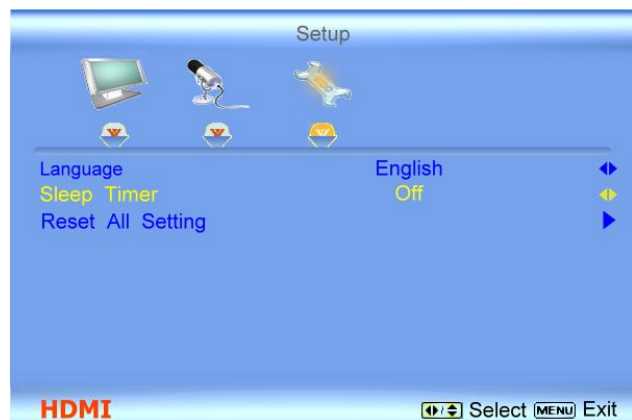 Setup
Language English
Sleep Timer Off
Reset All Setting
HDMI Select MENU Exit